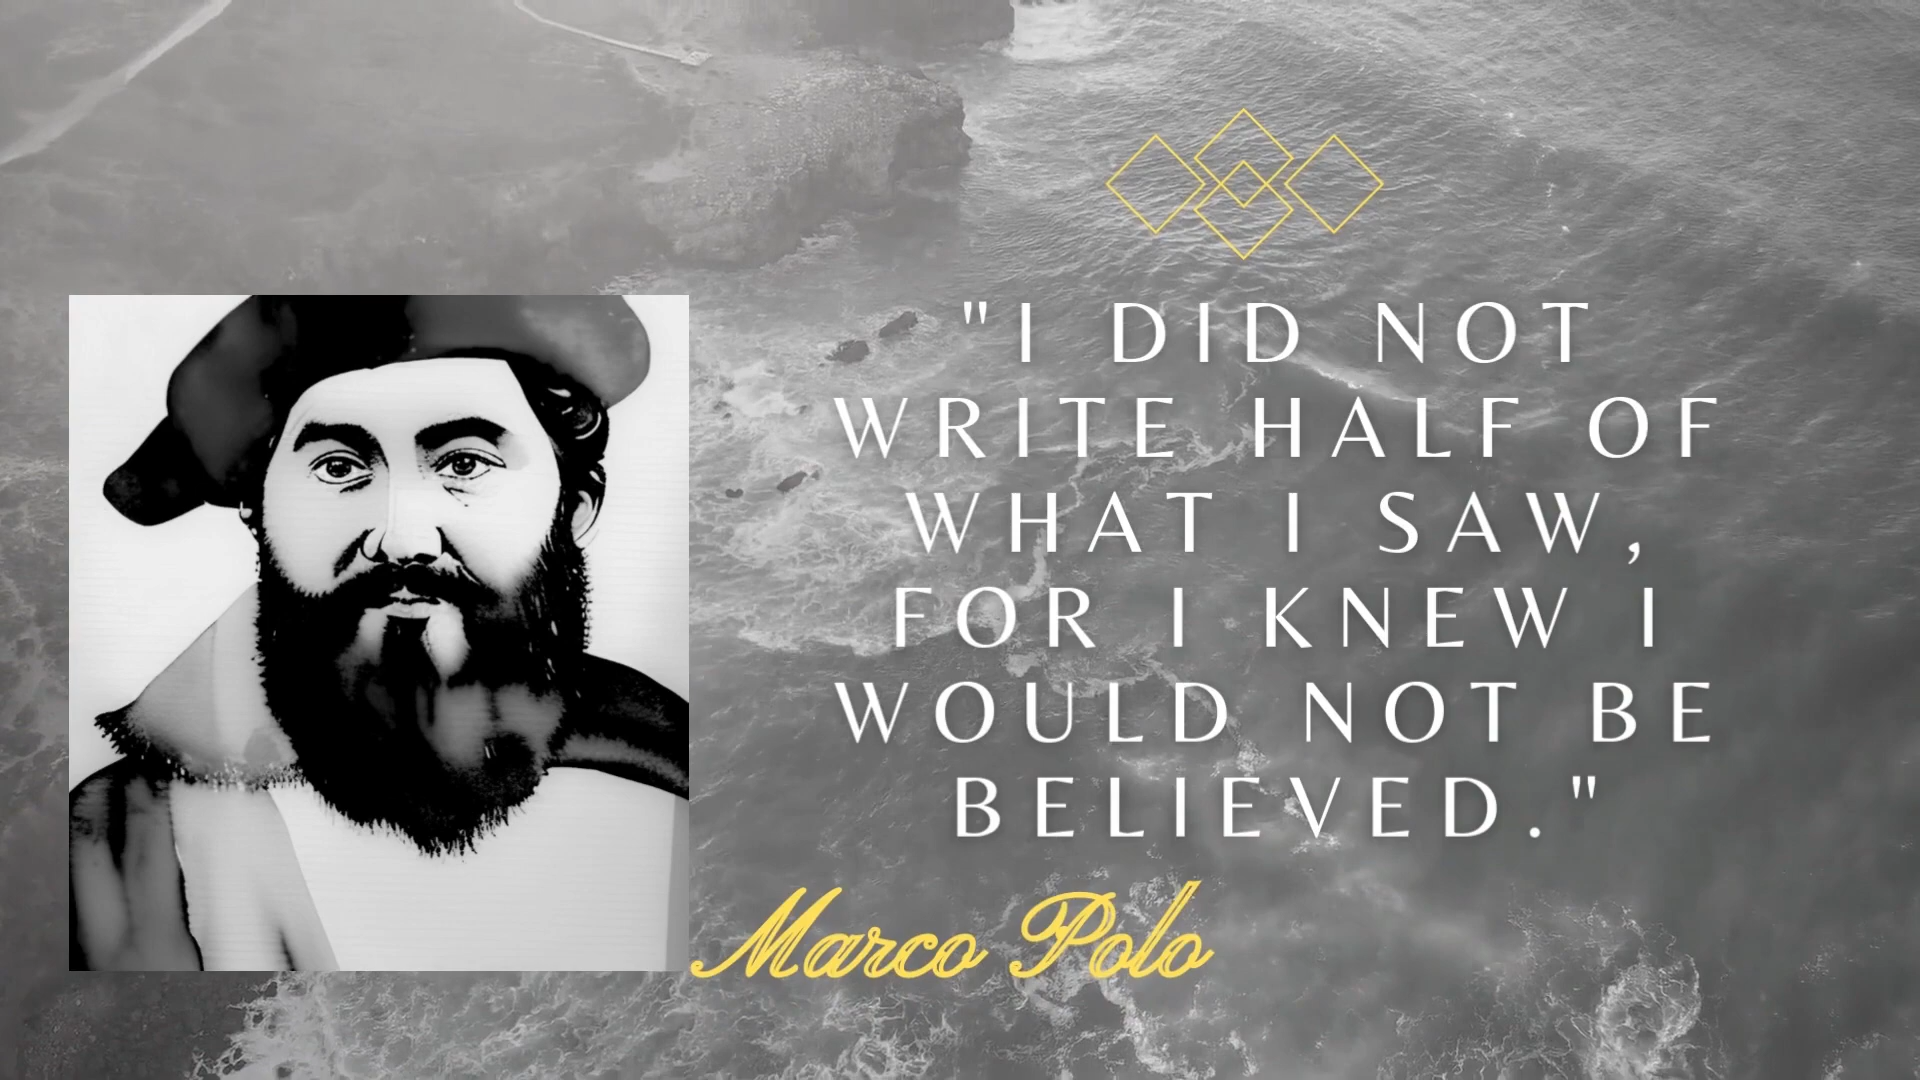 "I DID NOT
WRITE HALF OF
WHAT I SAW,
FOR I KNEW I
WOULD NOT BE
BELIEVED."
Marco Polo